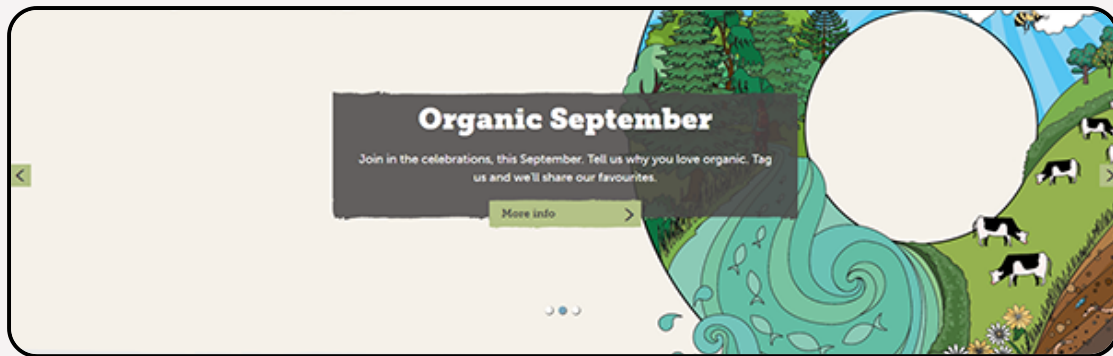 Organic September
Join in the celebrations, this September. Tell us why you love organic. Tag
us and we'll share our favourites.
More info